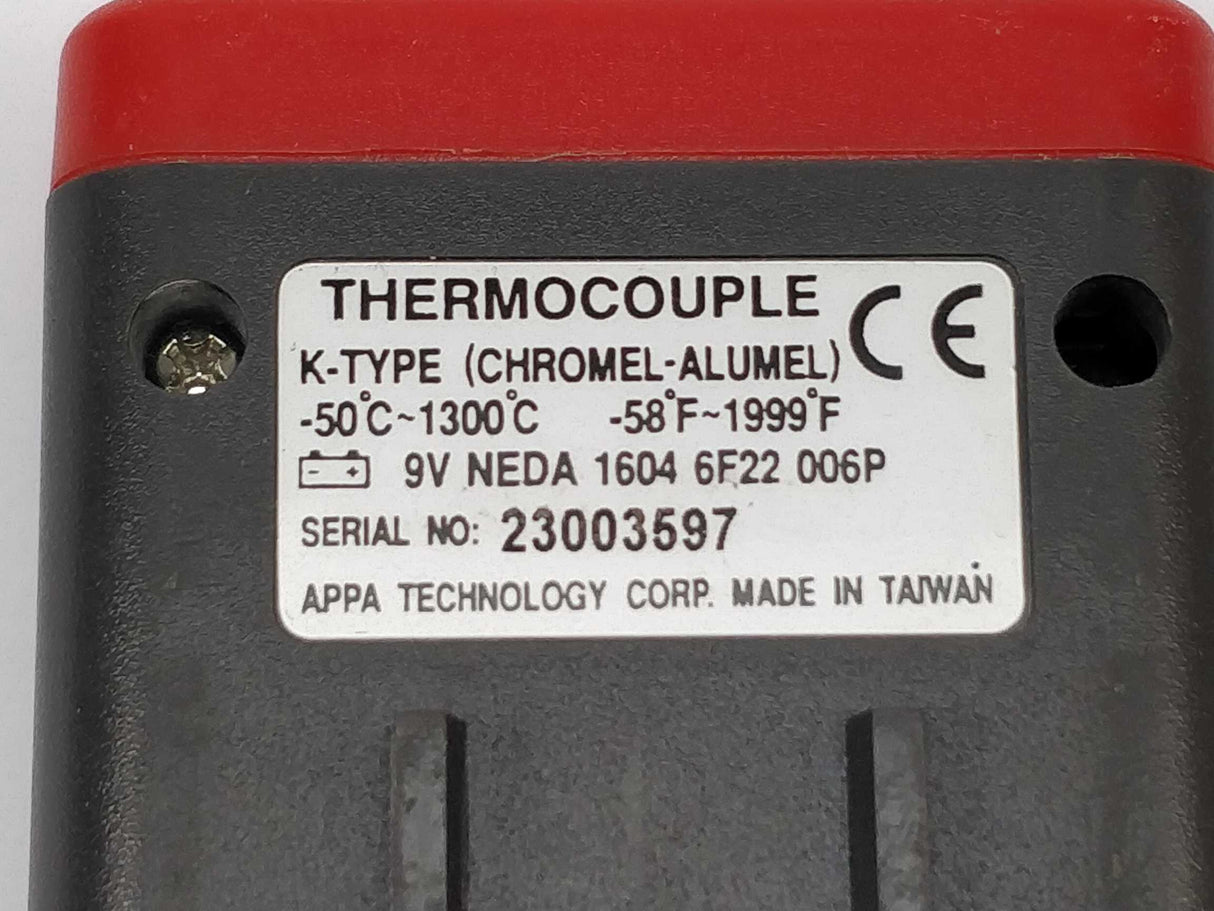 THERMOCOUPLE CE
K-TYPE (CHROMEL-ALUMEL)
-50°C~1300°C -58°F~1999°F
- + 9V NEDA 1604 6F22 006P
SERIAL NO: 23003597
APPA TECHNOLOGY CORP. MADE IN TAIWAN